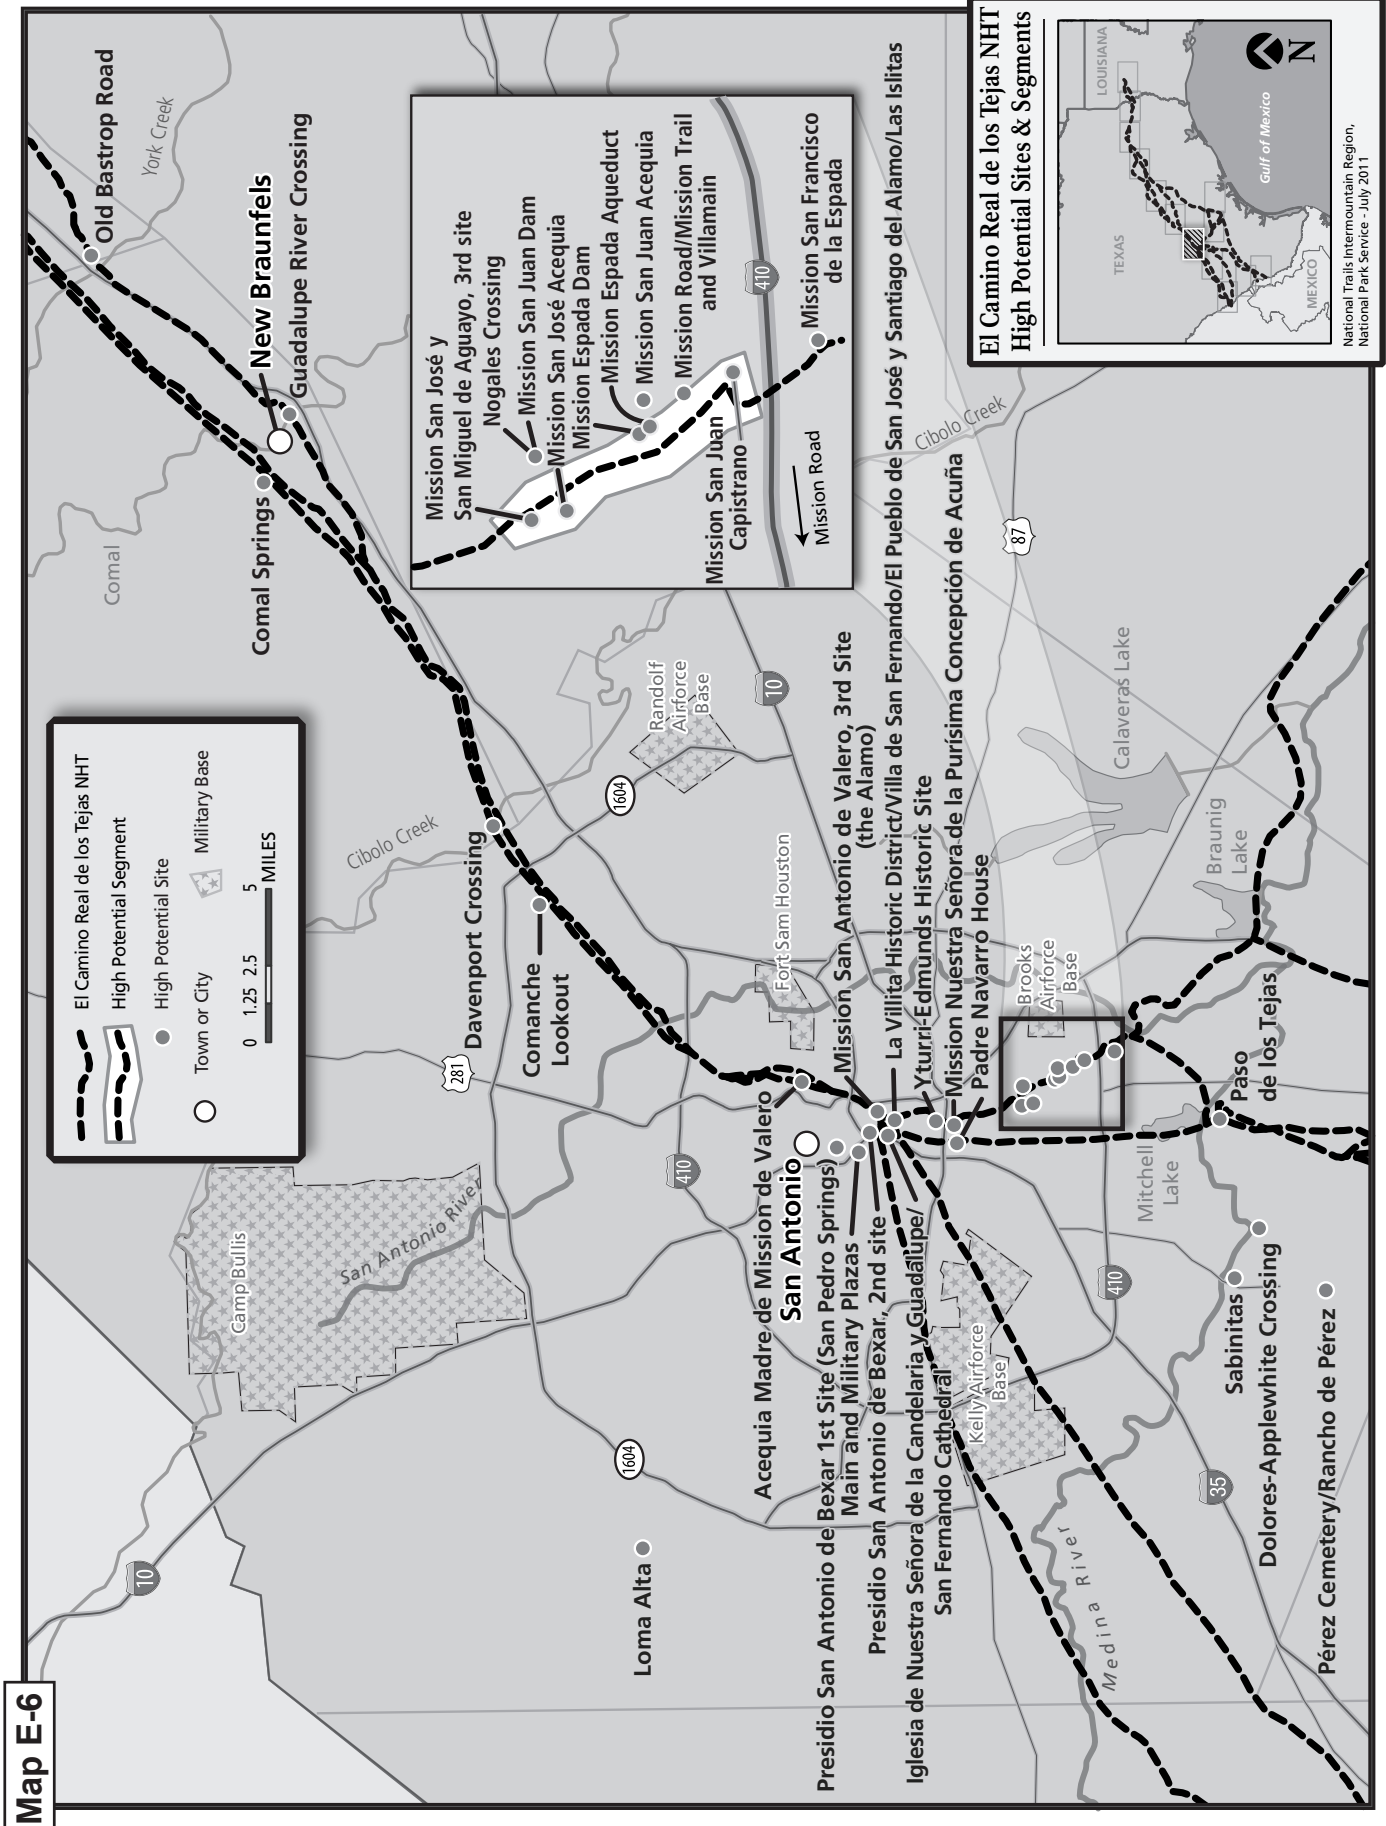 Map E-6
El Camino Real de los Tejas NHT
High Potential Segment
High Potential Site
Town or City
Military Base
0 1.25 2.5 5
MILES
Old Bastrop Road
York Creek
New Braunfels
Guadalupe River Crossing
Comal Springs
Comal
Camp Bullis
San Antonio River
Cibolo Creek
Davenport Crossing
Comanche
Lookout
281
1604
10
Randolf
Airforce
Base
10
410
1604
Loma Alta
Fort Sam Houston
Acequia Madre de Mission de Valero
San Antonio
Presidio San Antonio de Bexar 1st Site (San Pedro Springs)
Main and Military Plazas
Presidio San Antonio de Bexar, 2nd site
Iglesia de Nuestra Señora de la Candelaria y Guadalupe/
San Fernando Cathedral
Mission San Antonio de Valero, 3rd Site
(the Alamo)
La Villita Historic District/Villa de San Fernando/El Pueblo de San José y Santiago del Alamo/Las Islitas
Yturri-Edmunds Historic Site
Mission Nuestra Señora de la Purísima Concepción de Acuña
Padre Navarro House
Kelly Airforce
Base
Brooks
Airforce
Base
Cibolo Creek
87
Calaveras Lake
Braunig
Lake
Mitchell
Lake
410
35
Medina River
Paso
de los Tejas
Sabinitas
Dolores-Applewhite Crossing
Pérez Cemetery/Rancho de Pérez
Mission San José y
San Miguel de Aguayo, 3rd site
Nogales Crossing
Mission San Juan Dam
Mission San José Acequia
Mission Espada Dam
Mission Espada Aqueduct
Mission San Juan Acequia
Mission Road/Mission Trail
and Villamain
Mission San Juan
Capistrano
410
Mission Road
Mission San Francisco
de la Espada
El Camino Real de los Tejas NHT
High Potential Sites & Segments
TEXAS
LOUISIANA
MEXICO
Gulf of Mexico
N
National Trails Intermountain Region,
National Park Service - July 2011